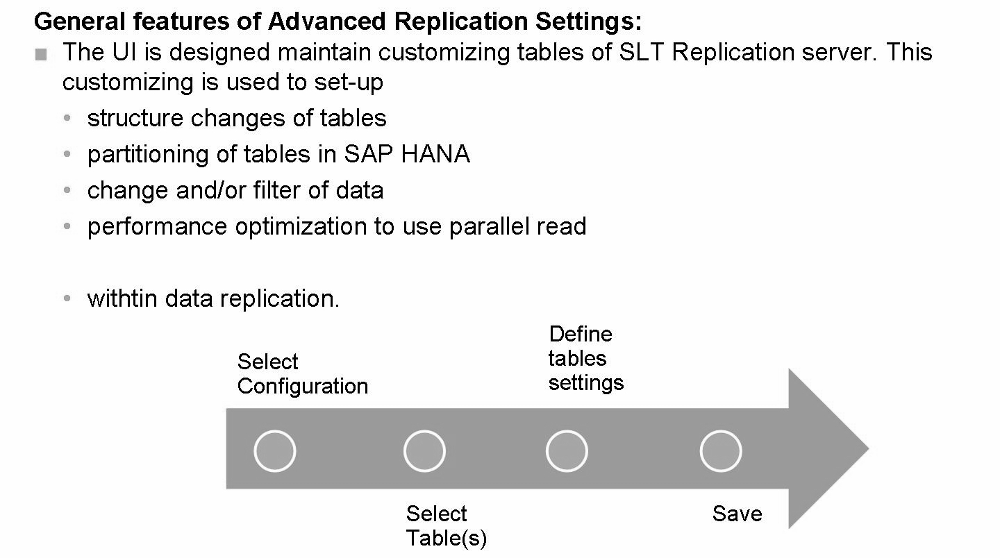 General features of Advanced Replication Settings:
■ The UI is designed maintain customizing tables of SLT Replication server. This
customizing is used to set-up
• structure changes of tables
• partitioning of tables in SAP HANA
• change and/or filter of data
• performance optimization to use parallel read
• withtin data replication.
Select
Configuration
Select
Table(s)
Define
tables
settings
Save